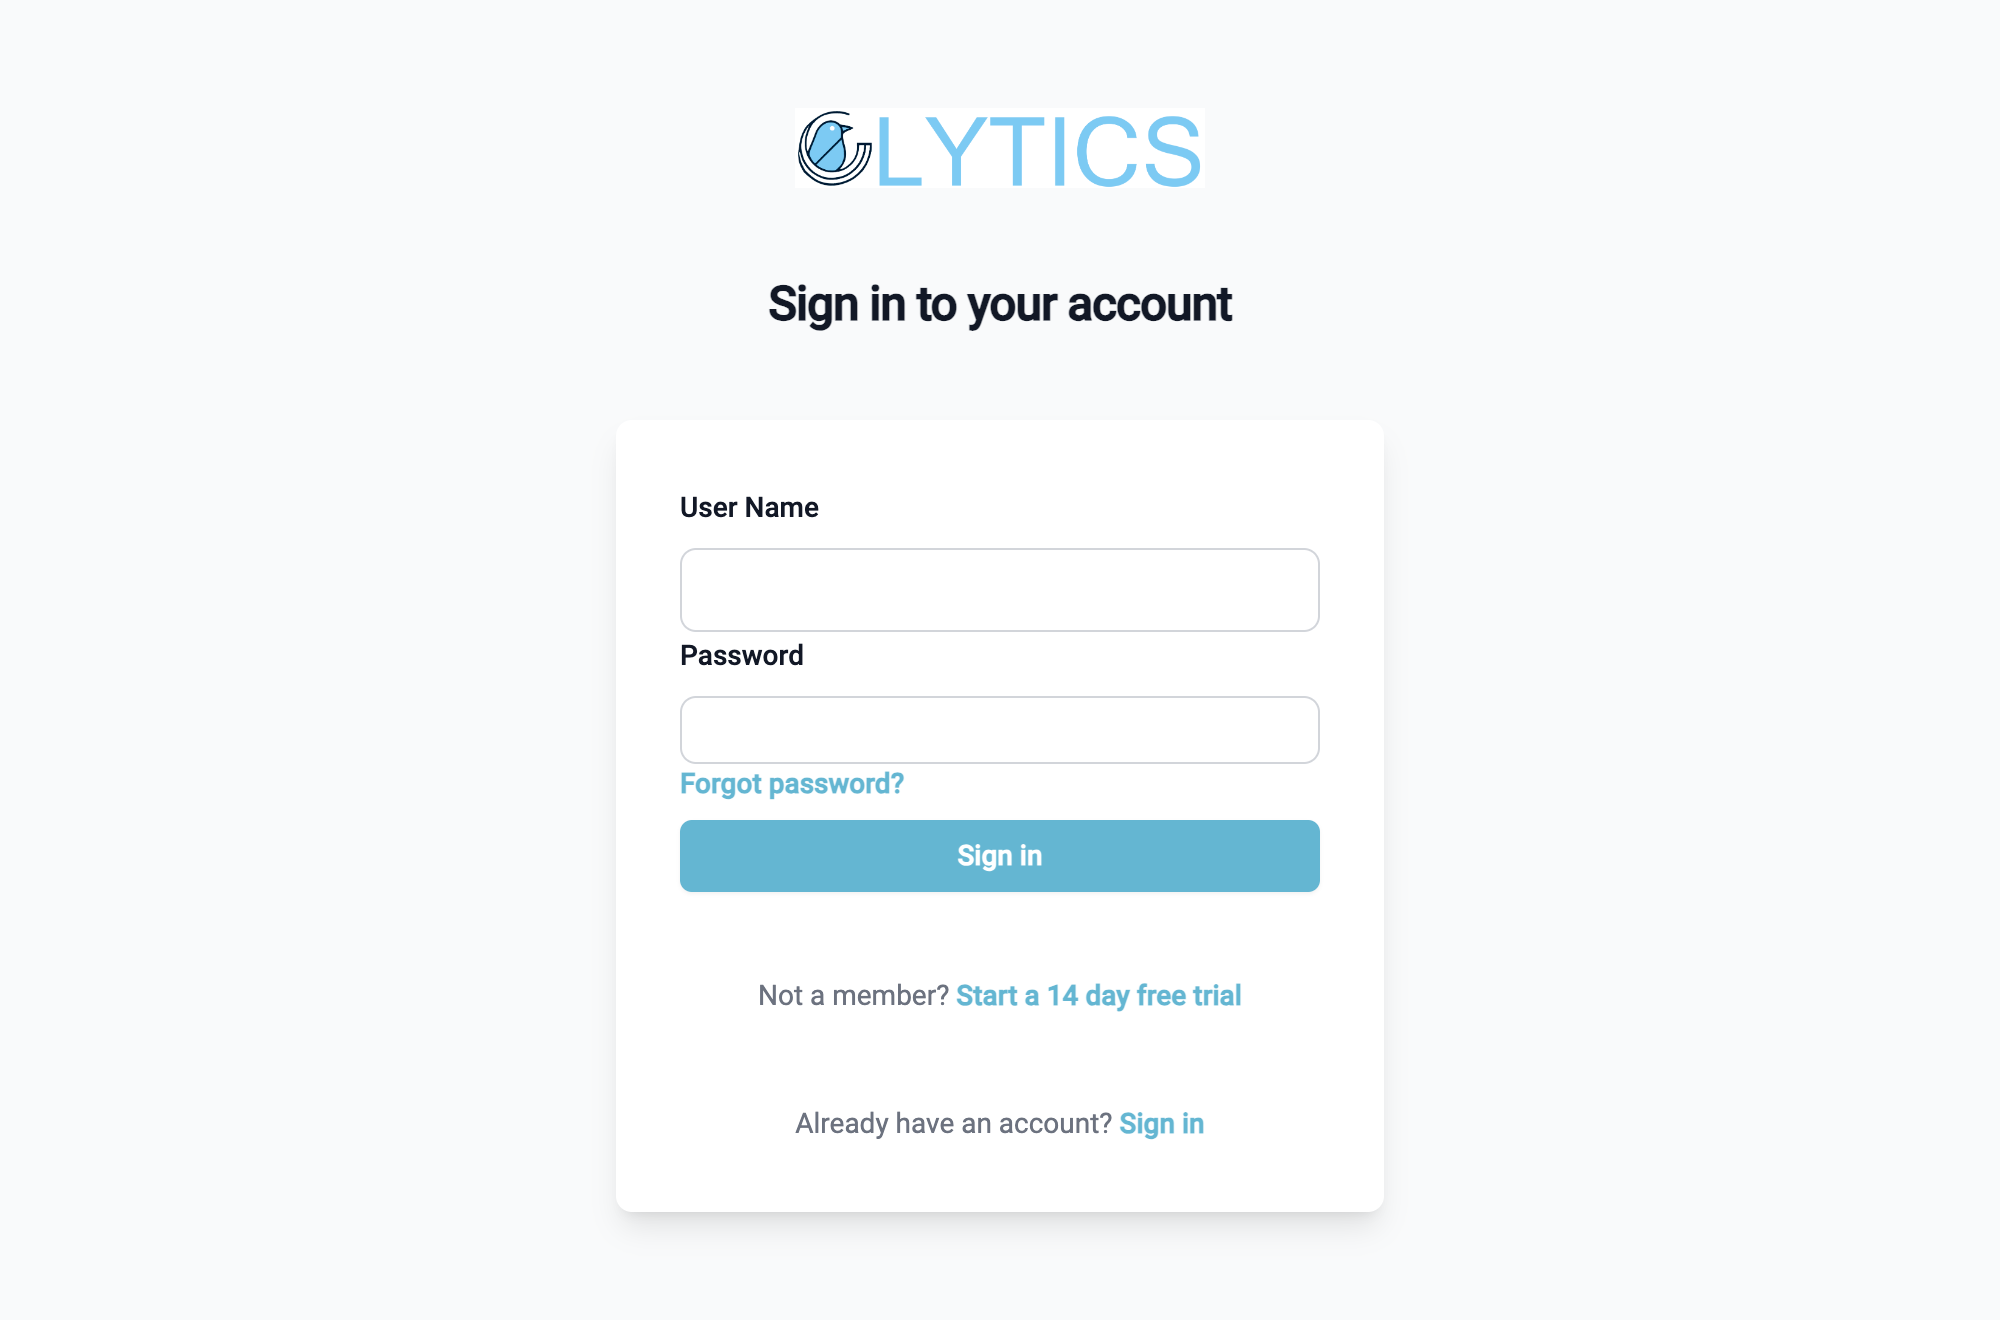 LYTICS
Sign in to your account
User Name
Password
Forgot password?
Sign in
Not a member? Start a 14 day free trial
Already have an account? Sign in